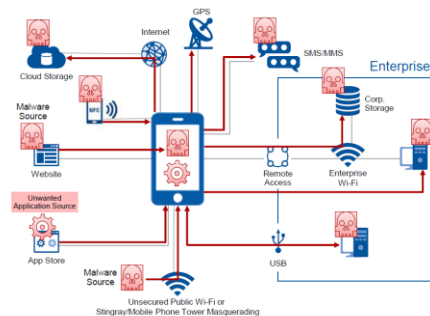 GPS
Internet
Cloud Storage
SMS/MMS
Enterprise
NFC
Malware
Source
Corp.
Storage
Website
Remote
Access
Enterprise
Wi-Fi
Unwanted
Application Source
App Store
Malware
Source
USB
Unsecured Public Wi-Fi or
Stingray/Mobile Phone Tower Masquerading